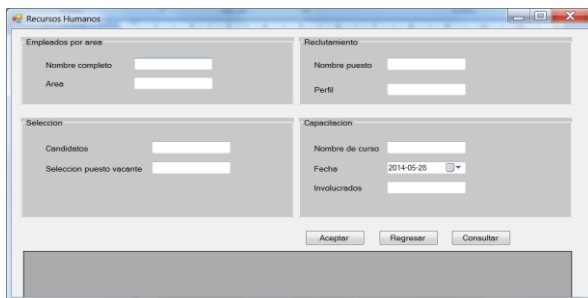 Recursos Humanos
Empleados por area
Nombre completo
Area
Reclutamiento
Nombre puesto
Perfil
Seleccion
Candidatos
Seleccion puesto vacante
Capacitacion
Nombre de curso
Fecha 2014-05-28
Involucrados
Aceptar Regresar Consultar